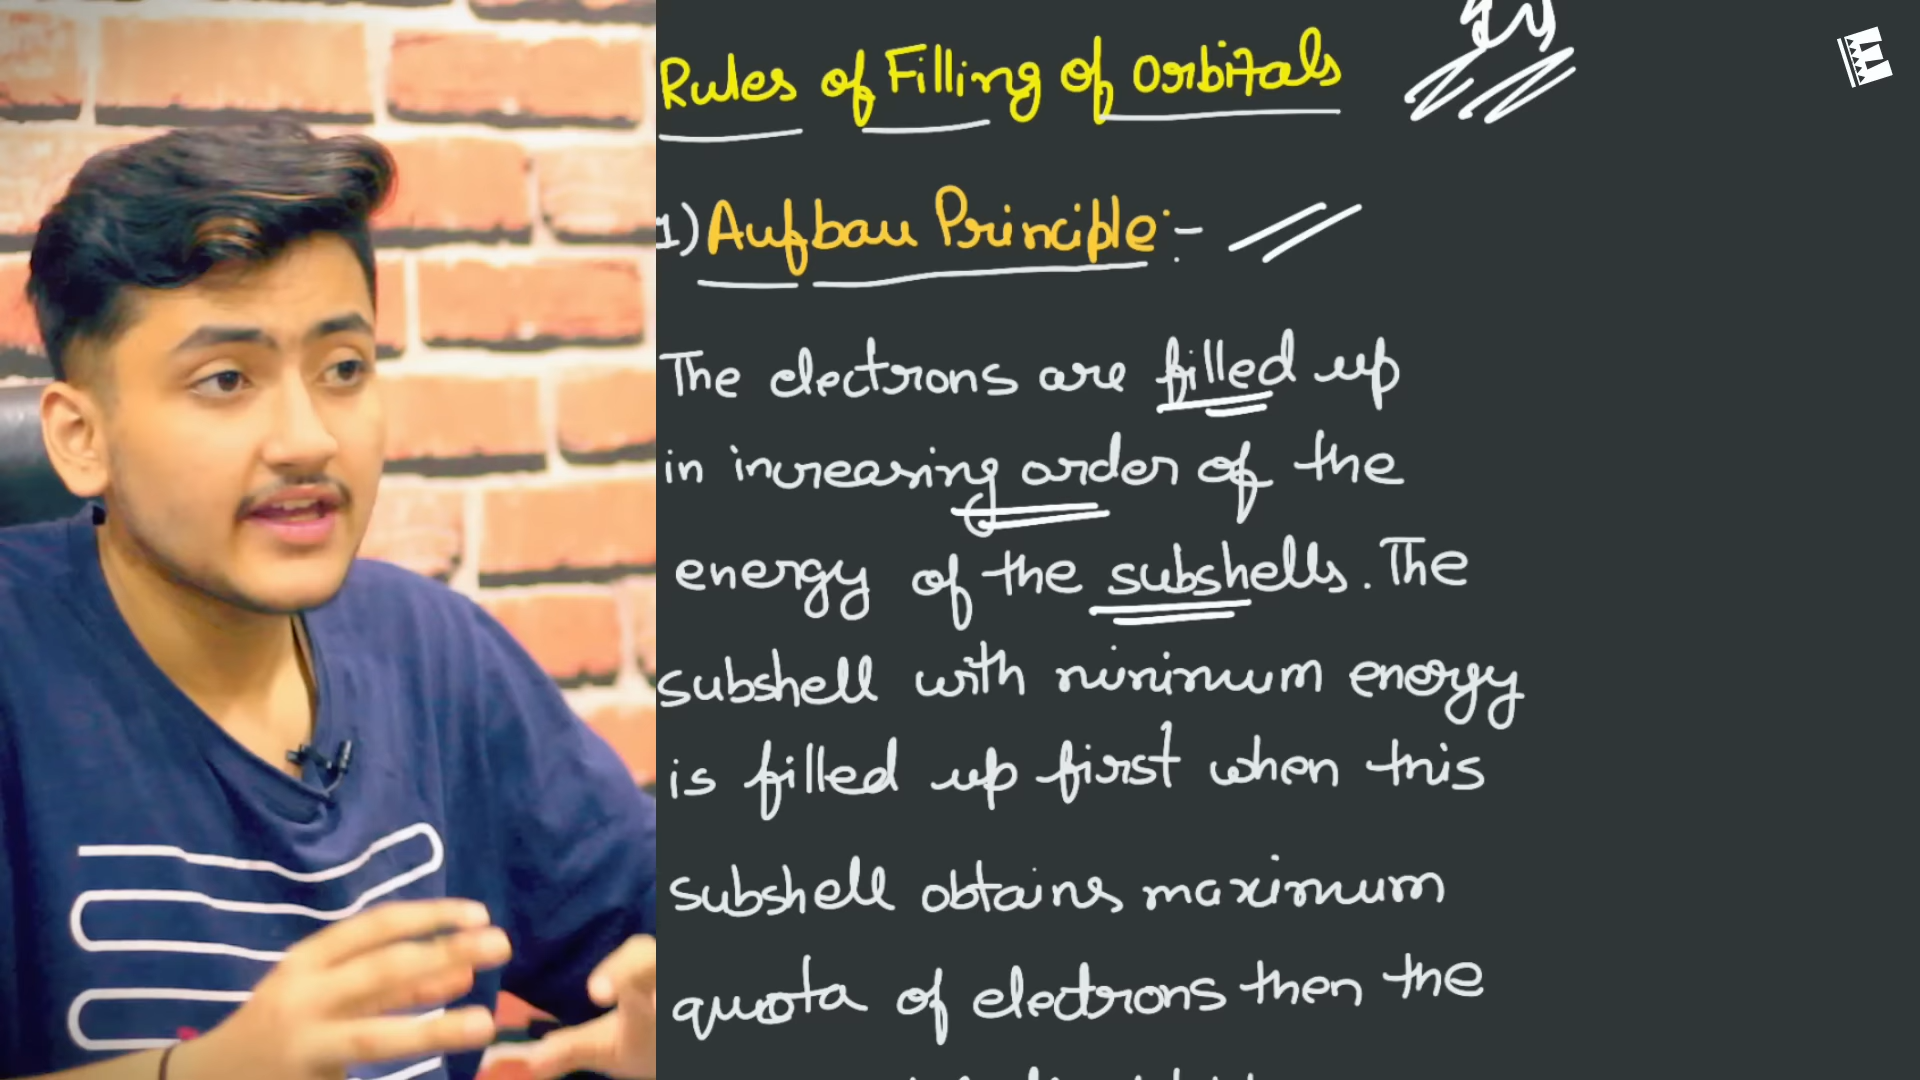 Rules of Filling of Orbitals
1) Aufbau Principle:-
The electrons are filled up
in increasing order of the
energy of the subshells. The
subshell with minimum energy
is filled up first when this
subshell obtains maximum
quota of electrons then the